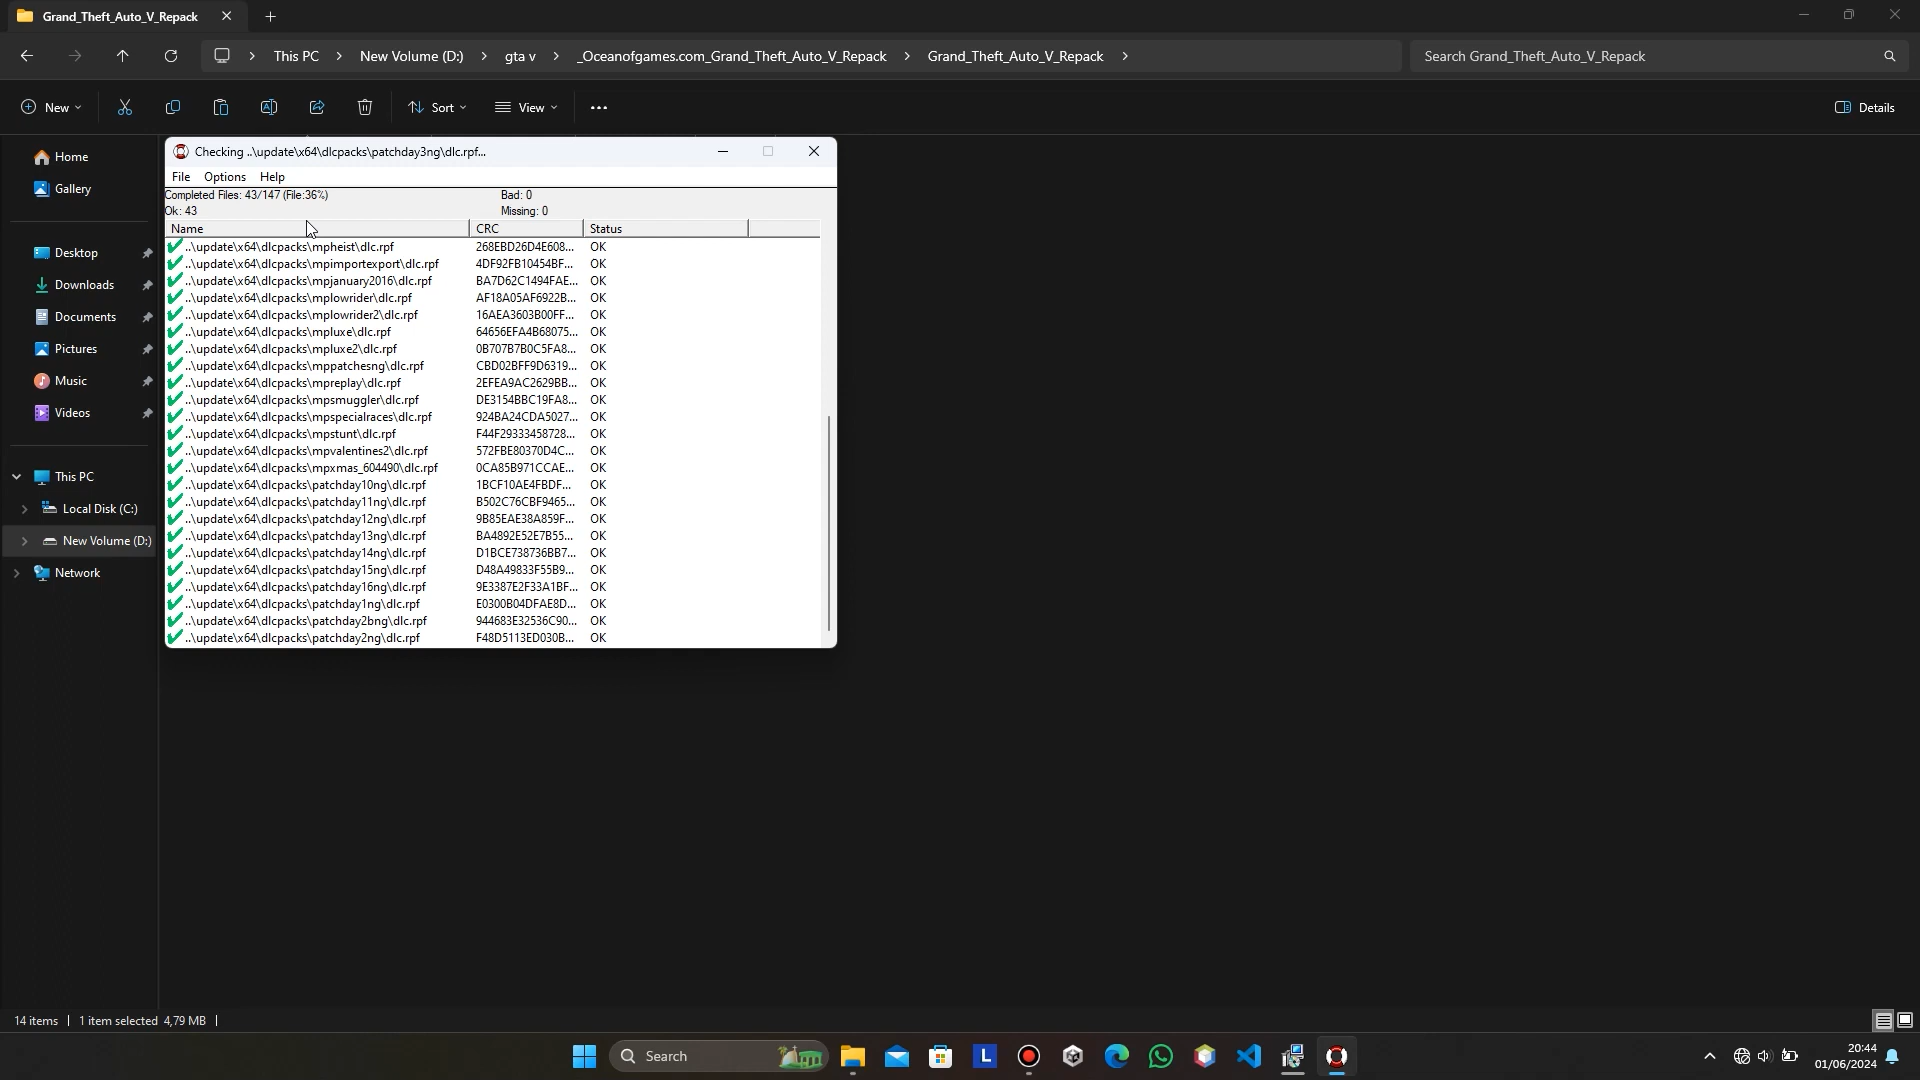 Grand_Theft_Auto_V_Repack
This PC
New Volume (D:)
gta v
_Oceanofgames.com_Grand_Theft_Auto_V_Repack
Grand_Theft_Auto_V_Repack
Search Grand_Theft_Auto_V_Repack
New
Sort
View
Details
Home
Gallery
Desktop
Downloads
Documents
Pictures
Music
Videos
This PC
Local Disk (C:)
New Volume (D:)
Network
Checking ..\update\x64\dlcpacks\patchday3ng\dlc.rpf...
File Options Help
Completed Files: 43/147 (File:36%) Bad: 0
Ok: 43 Missing: 0
Name CRC Status
..\update\x64\dlcpacks\mpheist\dlc.rpf 268EBD26D4E608... OK
..\update\x64\dlcpacks\mpimportexport\dlc.rpf 4DF92FB10454BF... OK
..\update\x64\dlcpacks\mpjanuary2016\dlc.rpf BA7D62C1494FAE... OK
..\update\x64\dlcpacks\mplowrider\dlc.rpf AF18A05AF6922B... OK
..\update\x64\dlcpacks\mplowrider2\dlc.rpf 16AEA3603B00FF... OK
..\update\x64\dlcpacks\mpluxe\dlc.rpf 64656EFA4B68075... OK
..\update\x64\dlcpacks\mpluxe2\dlc.rpf 0B707B7B0C5FA8... OK
..\update\x64\dlcpacks\mppatchesng\dlc.rpf CBD02BFF9D6319... OK
..\update\x64\dlcpacks\mpreplay\dlc.rpf 2EFEA9AC2629BB... OK
..\update\x64\dlcpacks\mpsmuggler\dlc.rpf DE3154BBC19FA8... OK
..\update\x64\dlcpacks\mpspecialraces\dlc.rpf 924BA24CDA5027... OK
..\update\x64\dlcpacks\mpstunt\dlc.rpf F44F29333458728... OK
..\update\x64\dlcpacks\mpvalentines2\dlc.rpf 572FBE80370D4C... OK
..\update\x64\dlcpacks\mpxmas_604490\dlc.rpf 0CA85B971CCAE... OK
..\update\x64\dlcpacks\patchday10ng\dlc.rpf 1BCF10AE4FBDF... OK
..\update\x64\dlcpacks\patchday11ng\dlc.rpf B502C76CBF9465... OK
..\update\x64\dlcpacks\patchday12ng\dlc.rpf 9B85EAE38A859F... OK
..\update\x64\dlcpacks\patchday13ng\dlc.rpf BA4892E52E7B55... OK
..\update\x64\dlcpacks\patchday14ng\dlc.rpf D1BCE738736BB7... OK
..\update\x64\dlcpacks\patchday15ng\dlc.rpf D48A49833F55B9... OK
..\update\x64\dlcpacks\patchday16ng\dlc.rpf 9E3387E2F33A1BF... OK
..\update\x64\dlcpacks\patchday1ng\dlc.rpf E0300B04DFAE8D... OK
..\update\x64\dlcpacks\patchday2bng\dlc.rpf 944683E32536C90... OK
..\update\x64\dlcpacks\patchday2ng\dlc.rpf F48D5113ED030B... OK
14 items 1 item selected 4,79 MB
Search
L
20:44
01/06/2024